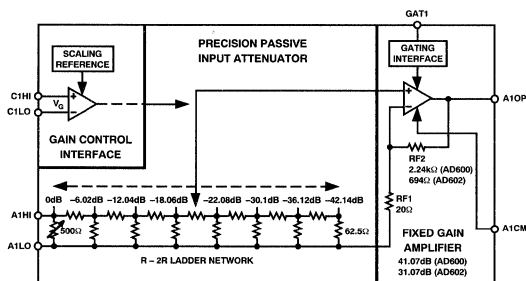 GAT1
SCALING
REFERENCE
PRECISION PASSIVE
INPUT ATTENUATOR
GATING
INTERFACE
C1HI
C1LO
VG
+
−
+
−
A1OP
GAIN CONTROL
INTERFACE
RF2
2.24kΩ (AD600)
694Ω (AD602)
0dB −6.02dB −12.04dB −18.06dB −22.08dB −30.1dB −36.12dB −42.14dB
RF1
20Ω
A1HI
500Ω
62.5Ω
A1CM
A1LO
R – 2R LADDER NETWORK
FIXED GAIN
AMPLIFIER
41.07dB (AD600)
31.07dB (AD602)